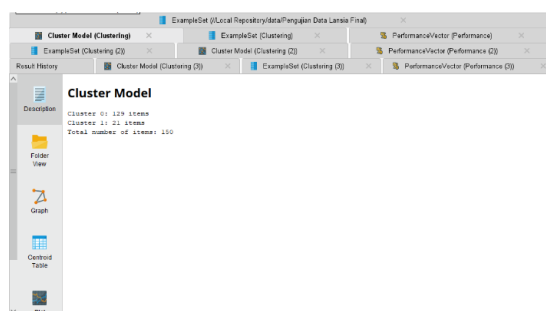 ExampleSet (//Local Repository/data/Pengujian Data Lansia Final)
Cluster Model (Clustering) ExampleSet (Clustering) PerformanceVector (Performance)
ExampleSet (Clustering (2)) Cluster Model (Clustering (2)) PerformanceVector (Performance (2))
Result History Cluster Model (Clustering (3)) ExampleSet (Clustering (3)) PerformanceVector (Performance (3))
Cluster Model
Cluster 0: 129 items
Cluster 1: 21 items
Total number of items: 150
Description
Folder
View
Graph
Centroid
Table